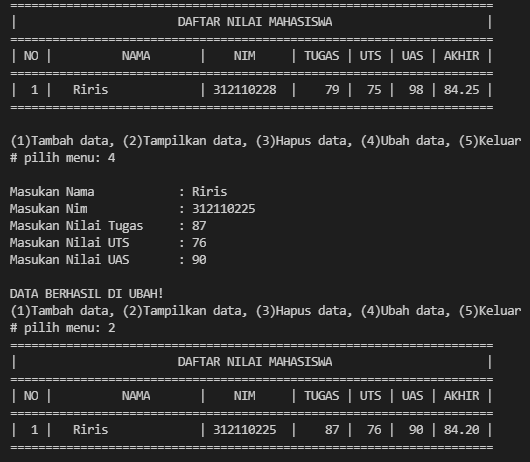 ==================================================================
|                       DAFTAR NILAI MAHASISWA                      |
==================================================================
| NO |          NAMA       |    NIM     | TUGAS | UTS | UAS | AKHIR |
==================================================================
|  1 |   Riris             | 312110228  |    79 |  75 |  98 | 84.25 |
==================================================================
(1)Tambah data, (2)Tampilkan data, (3)Hapus data, (4)Ubah data, (5)Keluar
# pilih menu: 4
Masukan Nama            : Riris
Masukan Nim             : 312110225
Masukan Nilai Tugas     : 87
Masukan Nilai UTS       : 76
Masukan Nilai UAS       : 90
DATA BERHASIL DI UBAH!
(1)Tambah data, (2)Tampilkan data, (3)Hapus data, (4)Ubah data, (5)Keluar
# pilih menu: 2
==================================================================
|                       DAFTAR NILAI MAHASISWA                      |
==================================================================
| NO |          NAMA       |    NIM     | TUGAS | UTS | UAS | AKHIR |
==================================================================
|  1 |   Riris             | 312110225  |    87 |  76 |  90 | 84.20 |
==================================================================